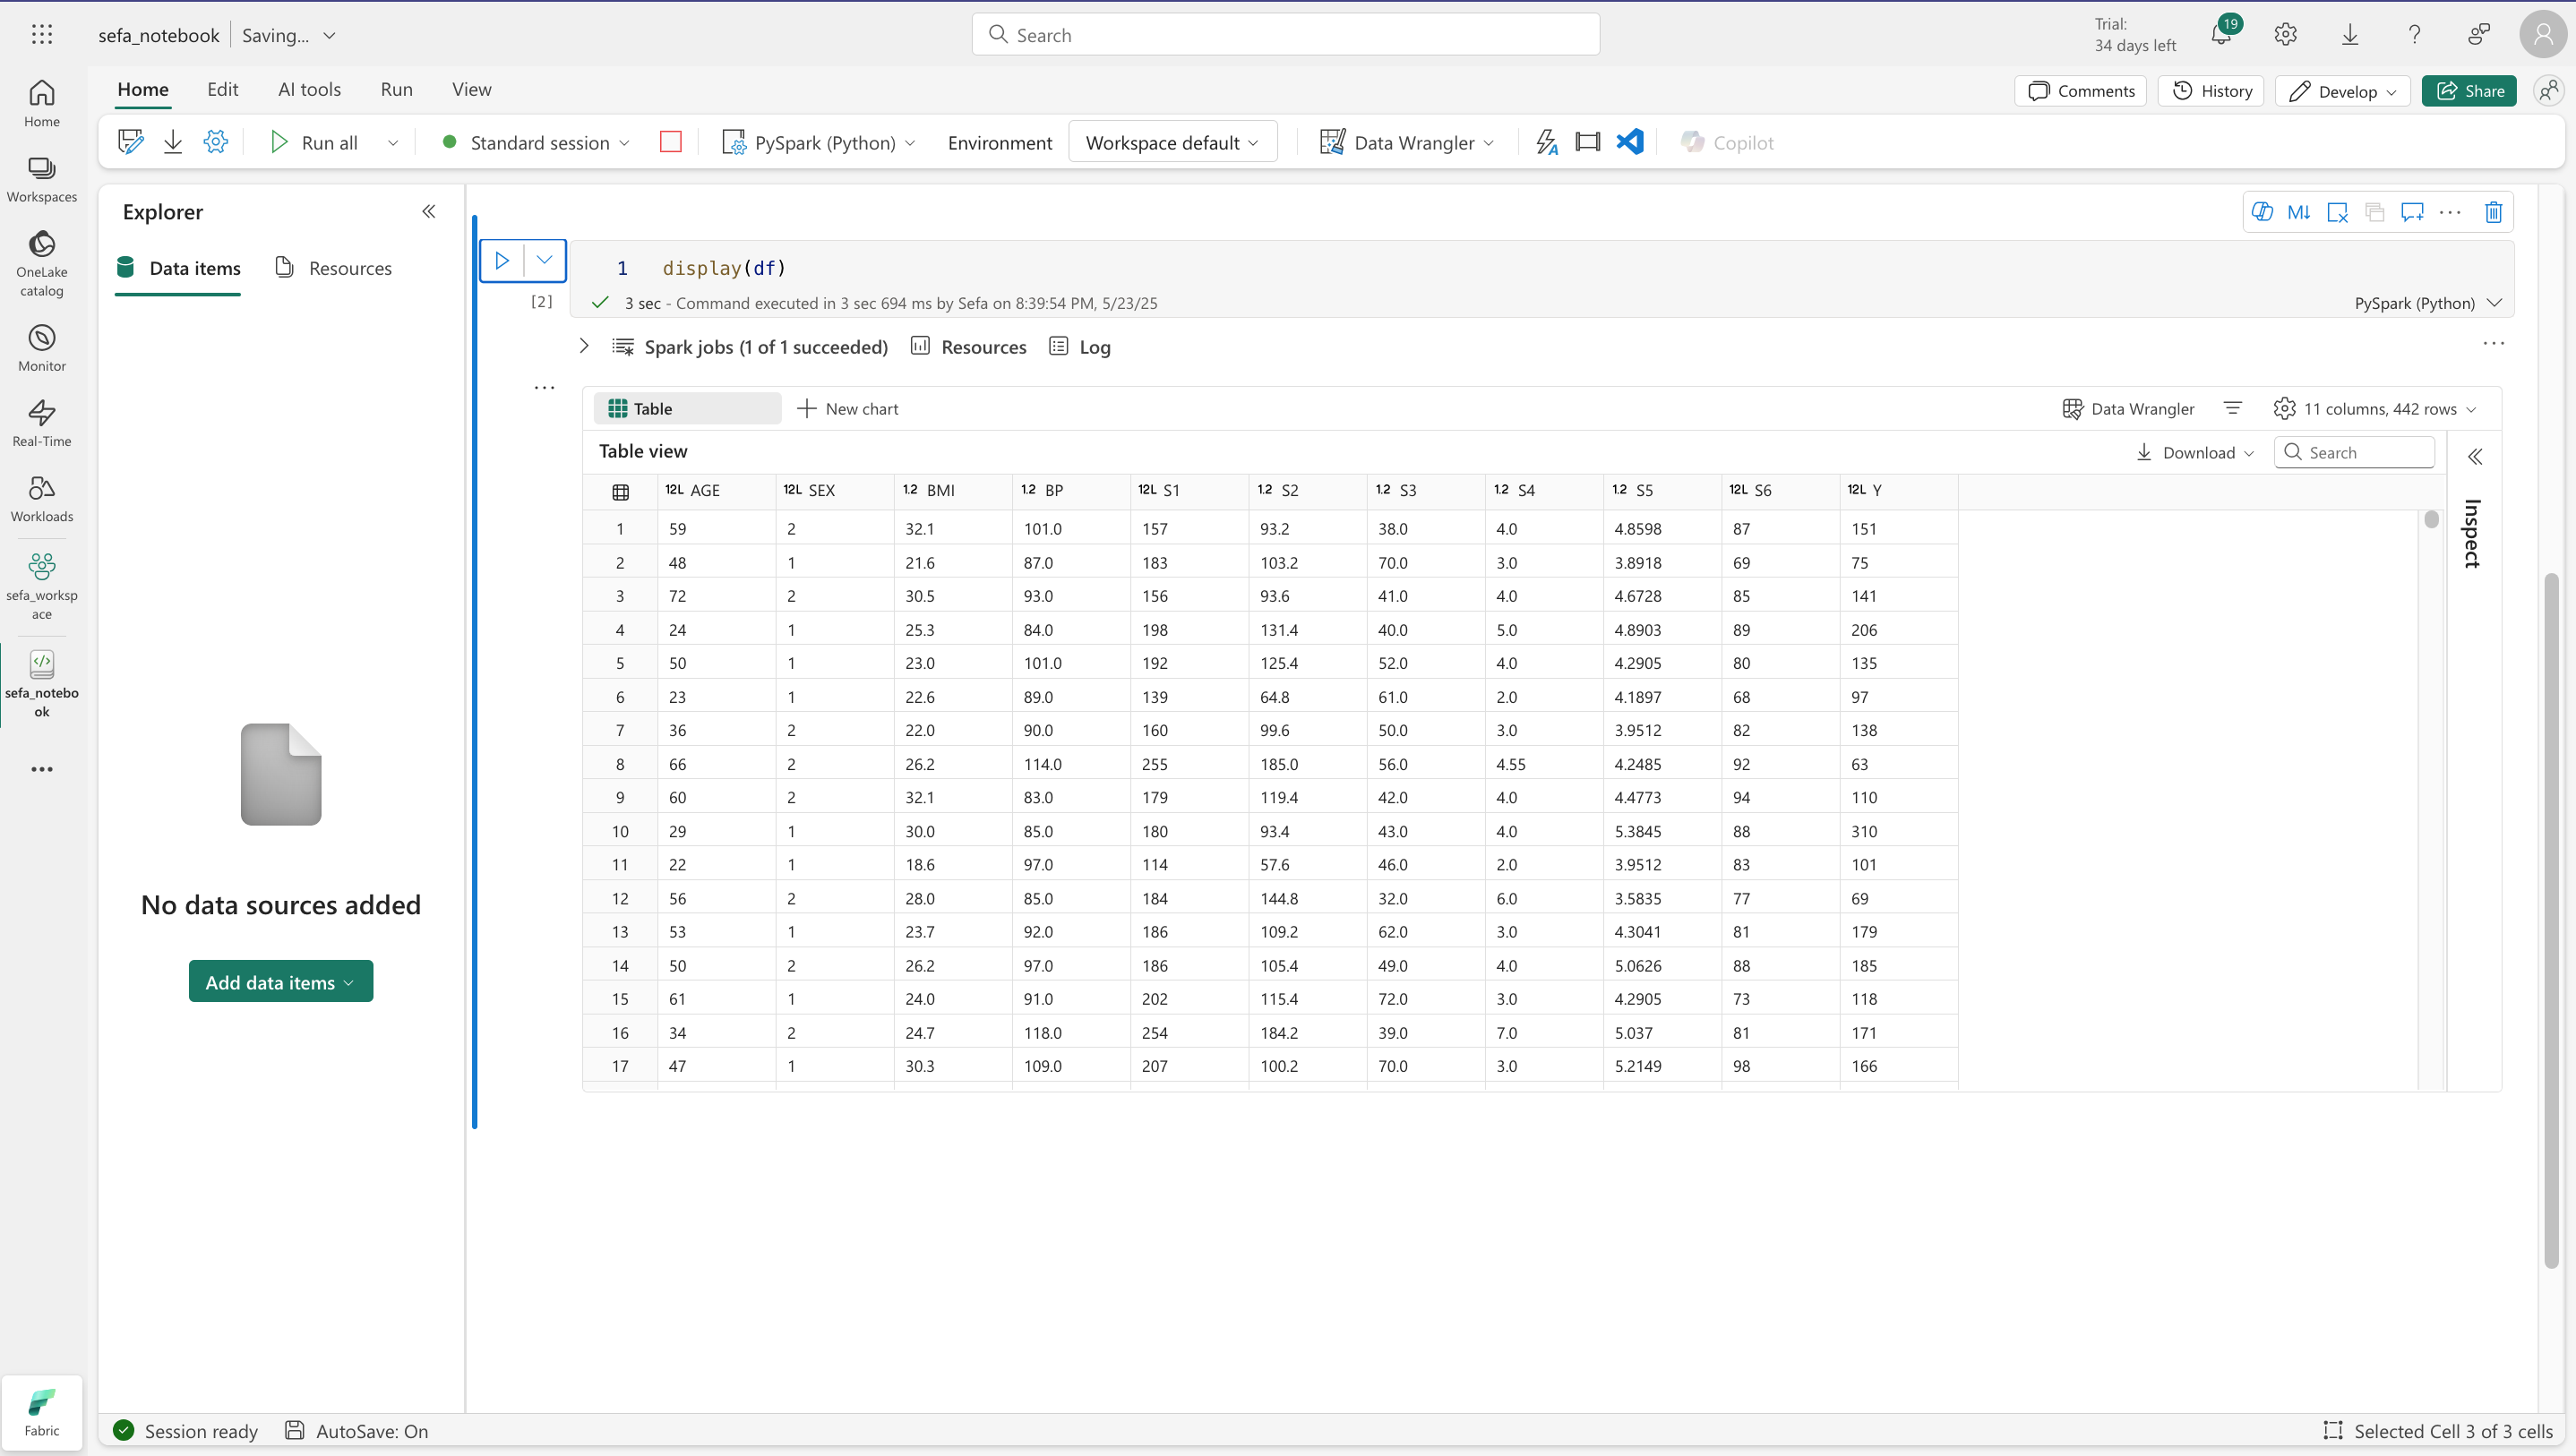 sefa_notebook | Saving...
Search
Trial:
34 days left
19
Home Edit AI tools Run View
Comments History Develop Share
Run all Standard session PySpark (Python) Environment Workspace default Data Wrangler Copilot
Home
Workspaces
OneLake
catalog
Monitor
Real-Time
Workloads
sefa_worksp
ace
sefa_notebo
ok
Fabric
Explorer
Data items Resources
No data sources added
Add data items
M↓
1 display(df)
[2] 3 sec - Command executed in 3 sec 694 ms by Sefa on 8:39:54 PM, 5/23/25 PySpark (Python)
Spark jobs (1 of 1 succeeded) Resources Log
Table New chart Data Wrangler 11 columns, 442 rows
Table view Download Search
Inspect
12L AGE 12L SEX 1.2 BMI 1.2 BP 12L S1 1.2 S2 1.2 S3 1.2 S4 1.2 S5 12L S6 12L Y
1 59 2 32.1 101.0 157 93.2 38.0 4.0 4.8598 87 151
2 48 1 21.6 87.0 183 103.2 70.0 3.0 3.8918 69 75
3 72 2 30.5 93.0 156 93.6 41.0 4.0 4.6728 85 141
4 24 1 25.3 84.0 198 131.4 40.0 5.0 4.8903 89 206
5 50 1 23.0 101.0 192 125.4 52.0 4.0 4.2905 80 135
6 23 1 22.6 89.0 139 64.8 61.0 2.0 4.1897 68 97
7 36 2 22.0 90.0 160 99.6 50.0 3.0 3.9512 82 138
8 66 2 26.2 114.0 255 185.0 56.0 4.55 4.2485 92 63
9 60 2 32.1 83.0 179 119.4 42.0 4.0 4.4773 94 110
10 29 1 30.0 85.0 180 93.4 43.0 4.0 5.3845 88 310
11 22 1 18.6 97.0 114 57.6 46.0 2.0 3.9512 83 101
12 56 2 28.0 85.0 184 144.8 32.0 6.0 3.5835 77 69
13 53 1 23.7 92.0 186 109.2 62.0 3.0 4.3041 81 179
14 50 2 26.2 97.0 186 105.4 49.0 4.0 5.0626 88 185
15 61 1 24.0 91.0 202 115.4 72.0 3.0 4.2905 73 118
16 34 2 24.7 118.0 254 184.2 39.0 7.0 5.037 81 171
17 47 1 30.3 109.0 207 100.2 70.0 3.0 5.2149 98 166
Session ready AutoSave: On Selected Cell 3 of 3 cells